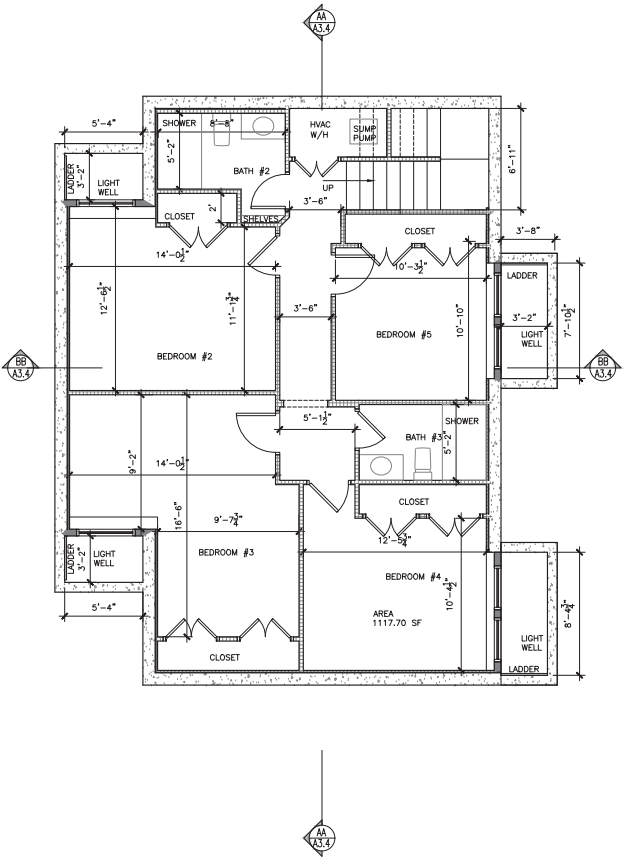 AA
A3.4
SHOWER
8'-8"
5'-4"
5'-2"
BATH #2
HVAC
W/H
SUMP
PUMP
6'-11"
LADDER
3'-2"
LIGHT
WELL
UP
CLOSET
2'
SHELVES
3'-6"
CLOSET
3'-8"
14'-0½"
10'-3½"
LADDER
12'-6½"
11'-1¾"
3'-6"
10'-10"
3'-2"
7'-10½"
BEDROOM #5
LIGHT
WELL
BEDROOM #2
BB
A3.4
BB
A3.4
5'-1½"
SHOWER
BATH #3
5'-2"
9'-2"
14'-0½"
16'-6"
CLOSET
9'-7¾"
12'-5¾"
LADDER
3'-2"
LIGHT
WELL
BEDROOM #3
BEDROOM #4
10'-4½"
5'-4"
AREA
1117.70 SF
8'-4¾"
LIGHT
WELL
CLOSET
LADDER
AA
A3.4